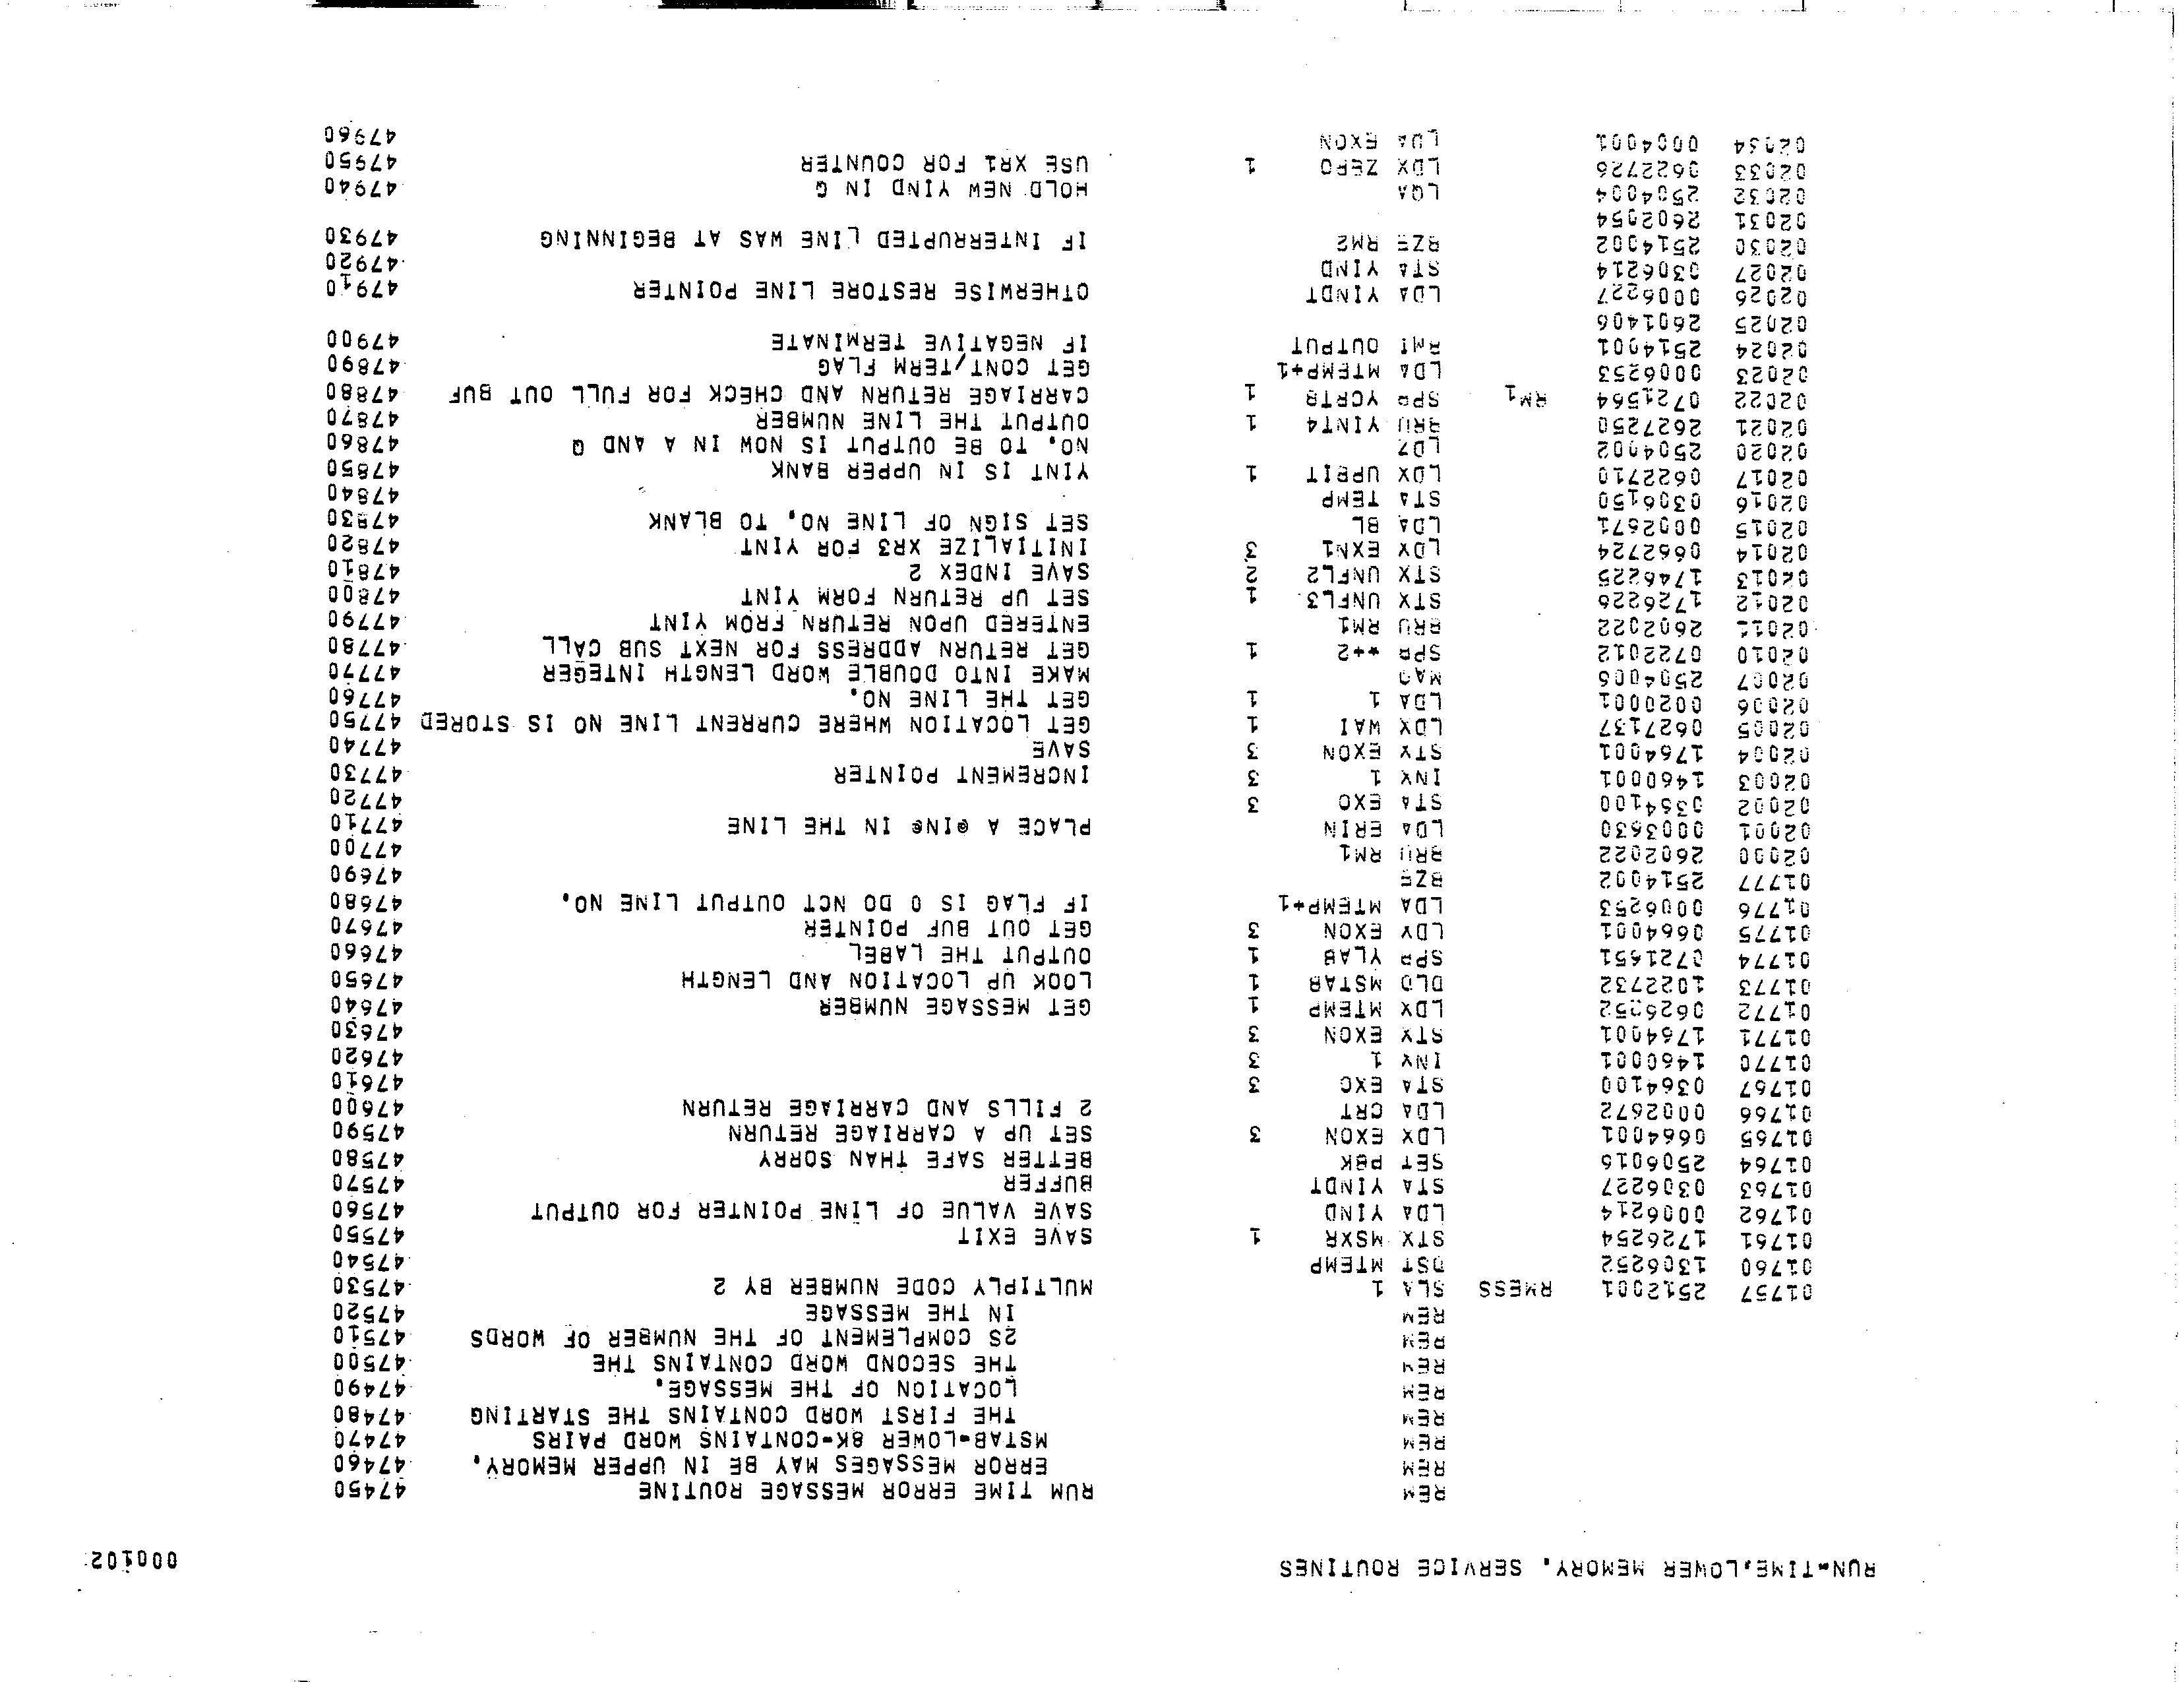 RUN-TIME,LOWER MEMORY, SERVICE ROUTINES 000102
REM RUN TIME ERROR MESSAGE ROUTINE 47450
REM ERROR MESSAGES MAY BE IN UPPER MEMORY. 47460
REM MSTAB-LOWER 8K-CONTAINS WORD PAIRS 47470
REM THE FIRST WORD CONTAINS THE STARTING 47480
REM LOCATION OF THE MESSAGE. 47490
REM THE SECOND WORD CONTAINS THE 47500
REM 2S COMPLEMENT OF THE NUMBER OF WORDS 47510
REM IN THE MESSAGE 47520
01757 2512001 RMESS SLA 1 MULTIPLY CODE NUMBER BY 2 47530
01760 1306252 DST MTEMP 47540
01761 1726254 STX MSXR 1 SAVE EXIT 47550
01762 0006214 LDA YIND SAVE VALUE OF LINE POINTER FOR OUTPUT 47560
01763 0306227 STA YINDT BUFFER 47570
01764 2506016 SET PBK BETTER SAFE THAN SORRY 47580
01765 0664001 LDX EXON 3 SET UP A CARRIAGE RETURN 47590
01766 0002672 LDA CRT 2 FILLS AND CARRIAGE RETURN 47600
01767 0364100 STA EXO 3 47610
01770 1460001 INX 1 3 47620
01771 1764001 STX EXON 3 47630
01772 0626252 LDX MTEMP 1 GET MESSAGE NUMBER 47640
01773 1022732 DLD MSTAB 1 LOOK UP LOCATION AND LENGTH 47650
01774 0721651 SPB YLAB 1 OUTPUT THE LABEL 47660
01775 0664001 LDX EXON 3 GET OUT BUF POINTER 47670
01776 0006253 LDA MTEMP+1 IF FLAG IS 0 DO NOT OUTPUT LINE NO. 47680
01777 2514002 BZE 47690
02000 2602022 BRU RM1 47700
02001 0003630 LDA ERIN PLACE A @IN@ IN THE LINE 47710
02002 0364100 STA EXO 3 47720
02003 1460001 INX 1 3 INCREMENT POINTER 47730
02004 1764001 STX EXON 3 SAVE 47740
02005 0627137 LDX WAI 1 GET LOCATION WHERE CURRENT LINE NO IS STORED 47750
02006 0020001 LDA 1 1 GET THE LINE NO. 47760
02007 2504006 MAQ MAKE INTO DOUBLE WORD LENGTH INTEGER 47770
02010 0722012 SPB *+2 1 GET RETURN ADDRESS FOR NEXT SUB CALL 47780
02011 2602022 BRU RM1 ENTERED UPON RETURN FROM YINT 47790
02012 1726226 STX UNFL3 1 SET UP RETURN FORM YINT 47800
02013 1746225 STX UNFL2 2 SAVE INDEX 2 47810
02014 0662724 LDX EXN1 3 INITIALIZE XR3 FOR YINT 47820
02015 0002671 LDA BL SET SIGN OF LINE NO. TO BLANK 47830
02016 0306150 STA TEMP 47840
02017 0622710 LDX UPBIT 1 YINT IS IN UPPER BANK 47850
02020 2504002 LDZ NO. TO BE OUTPUT IS NOW IN A AND Q 47860
02021 2627250 BRU YINT4 1 OUTPUT THE LINE NUMBER 47870
02022 0721564 RM1 SPB YCRTB 1 CARRIAGE RETURN AND CHECK FOR FULL OUT BUF 47880
02023 0006253 LDA MTEMP+1 GET CONT/TERM FLAG 47890
02024 2514001 BMI OUTPUT IF NEGATIVE TERMINATE 47900
02025 2601406
02026 0006227 LDA YINDT OTHERWISE RESTORE LINE POINTER 47910
02027 0306214 STA YIND 47920
02030 2514002 BZE RM2 IF INTERRUPTED LINE WAS AT BEGINNING 47930
02031 2602054
02032 2504004 LQA HOLD NEW YIND IN Q 47940
02033 0622726 LDX ZERO 1 USE XR1 FOR COUNTER 47950
02034 0004001 LDA EXON 47960